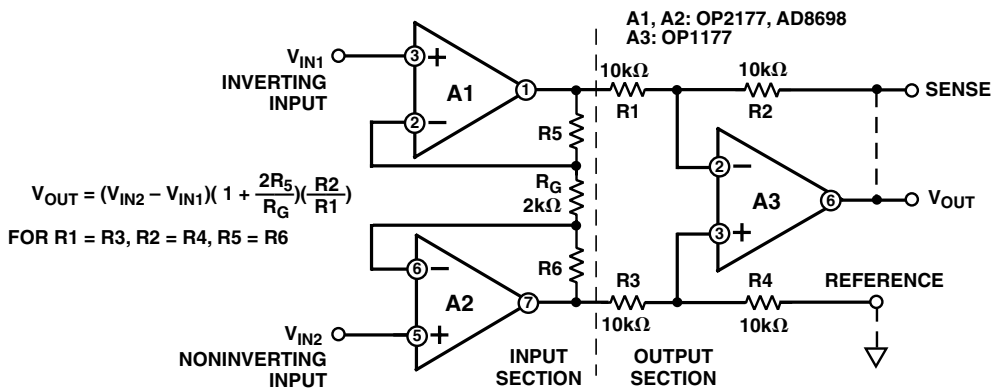 A1, A2: OP2177, AD8698
A3: OP1177
V_IN1
INVERTING
INPUT
3
+
A1
1
2
−
10kΩ
R1
10kΩ
R2
SENSE
R5
R_G
2kΩ
V_OUT = (V_IN2 – V_IN1)( 1 + 2R_5/R_G)(R2/R1)
FOR R1 = R3, R2 = R4, R5 = R6
2
−
A3
6
V_OUT
3
+
6
−
R6
A2
7
R3
10kΩ
R4
10kΩ
REFERENCE
V_IN2
5
+
NONINVERTING
INPUT
INPUT
SECTION
OUTPUT
SECTION